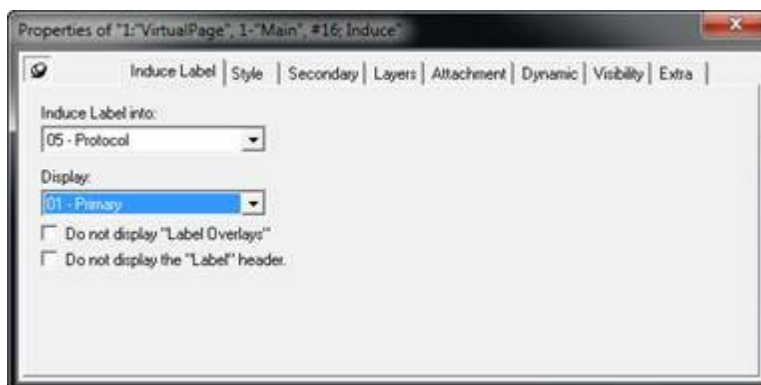 Properties of "1:"VirtualPage", 1-"Main", #16; Induce"
Induce Label Style Secondary Layers Attachment Dynamic Visibility Extra
Induce Label into:
05 - Protocol
Display:
01 - Primary
Do not display "Label Overlays"
Do not display the "Label" header.